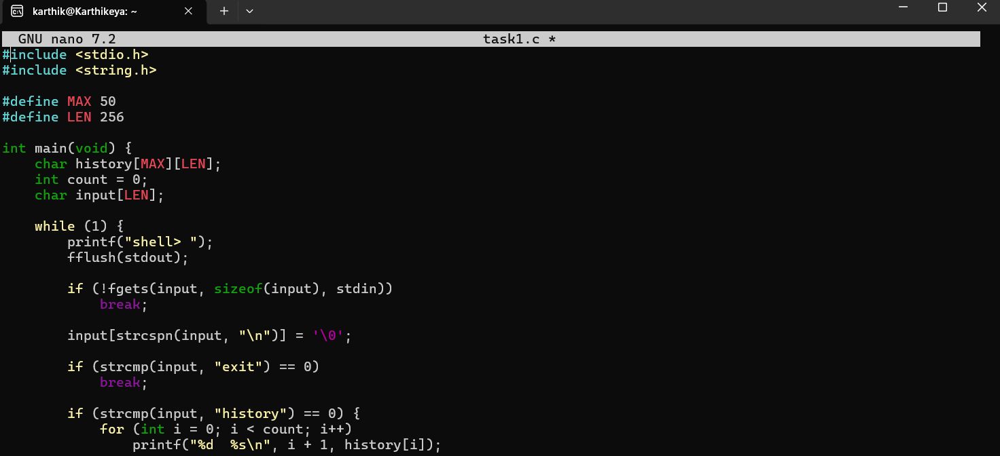 karthik@Karthikeya: ~
GNU nano 7.2 task1.c *
#include <stdio.h>
#include <string.h>

#define MAX 50
#define LEN 256

int main(void) {
    char history[MAX][LEN];
    int count = 0;
    char input[LEN];

    while (1) {
        printf("shell> ");
        fflush(stdout);

        if (!fgets(input, sizeof(input), stdin))
            break;

        input[strcspn(input, "\n")] = '\0';

        if (strcmp(input, "exit") == 0)
            break;

        if (strcmp(input, "history") == 0) {
            for (int i = 0; i < count; i++)
                printf("%d  %s\n", i + 1, history[i]);